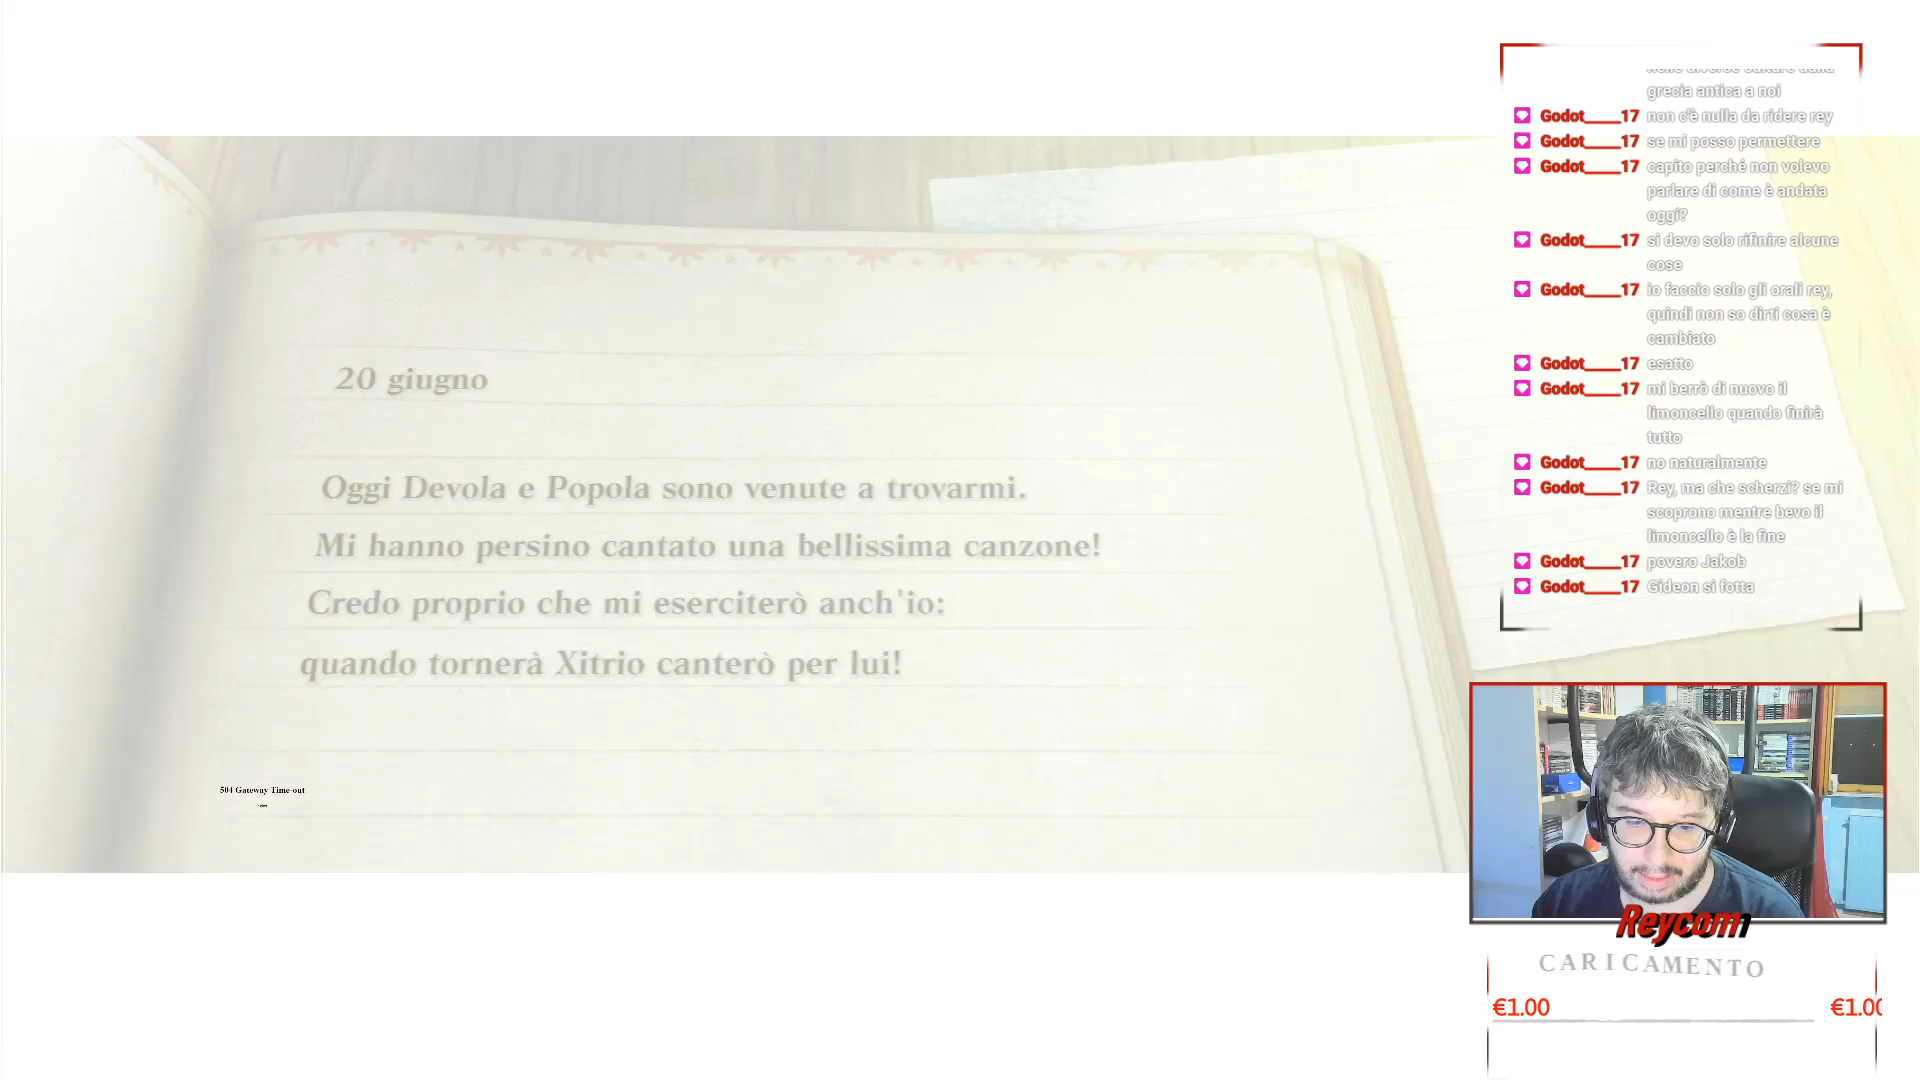 20 giugno
Oggi Devola e Popola sono venute a trovarmi.
Mi hanno persino cantato una bellissima canzone!
Credo proprio che mi eserciterò anch'io:
quando tornerà Xitrio canterò per lui!
504 Gateway Time-out
grecia antica a noi
Godot____17 non c'è nulla da ridere rey
Godot____17 se mi posso permettere
Godot____17 capito perché non volevo
parlare di come è andata
oggi?
Godot____17 si devo solo rifinire alcune
cose
Godot____17 io faccio solo gli orali rey,
quindi non so dirti cosa è
cambiato
Godot____17 esatto
Godot____17 mi berrò di nuovo il
limoncello quando finirà
tutto
Godot____17 no naturalmente
Godot____17 Rey, ma che scherzi? se mi
scoprono mentre bevo il
limoncello è la fine
Godot____17 povero Jakob
Godot____17 Gideon si fotta
Reycom
CARICAMENTO
€1.00 €1.00